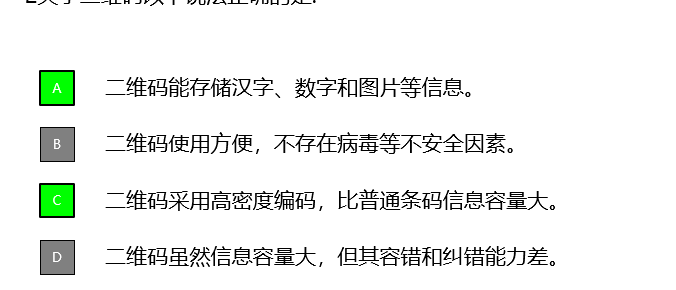 A 二维码能存储汉字、数字和图片等信息。
B 二维码使用方便，不存在病毒等不安全因素。
C 二维码采用高密度编码，比普通条码信息容量大。
D 二维码虽然信息容量大，但其容错和纠错能力差。